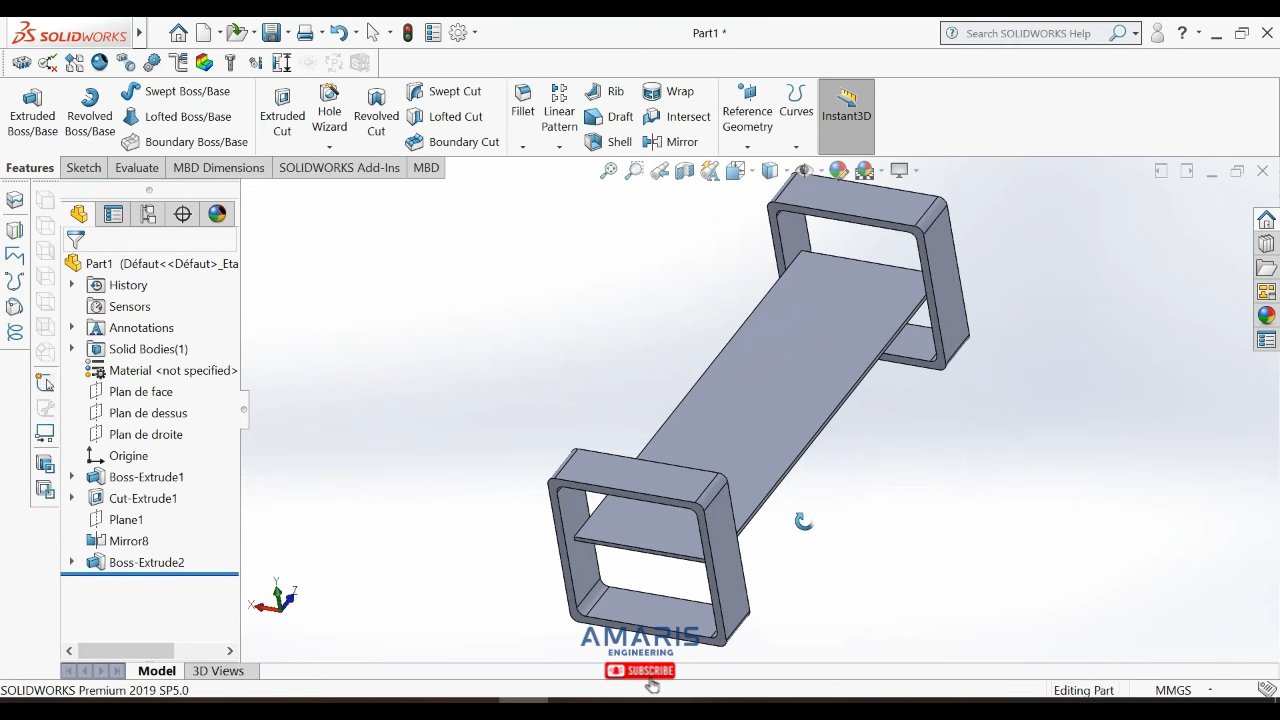 SOLIDWORKS
Part1 *
Search SOLIDWORKS Help
?
Extruded Boss/Base
Revolved Boss/Base
Swept Boss/Base
Lofted Boss/Base
Boundary Boss/Base
Extruded Cut
Hole Wizard
Revolved Cut
Swept Cut
Lofted Cut
Boundary Cut
Fillet
Linear Pattern
Rib
Draft
Shell
Wrap
Intersect
Mirror
Reference Geometry
Curves
Instant3D
Features
Sketch
Evaluate
MBD Dimensions
SOLIDWORKS Add-Ins
MBD
Part1 (Défaut<<Défaut>_Eta
History
Sensors
Annotations
Solid Bodies(1)
Material <not specified>
Plan de face
Plan de dessus
Plan de droite
Origine
Boss-Extrude1
Cut-Extrude1
Plane1
Mirror8
Boss-Extrude2
Y
Z
X
AMARIS
ENGINEERING
SUBSCRIBE
Model
3D Views
SOLIDWORKS Premium 2019 SP5.0
Editing Part
MMGS